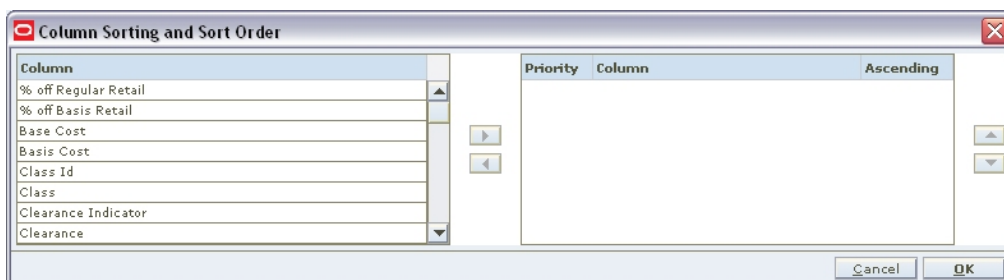 Column Sorting and Sort Order
Column
% off Regular Retail
% off Basis Retail
Base Cost
Basis Cost
Class Id
Class
Clearance Indicator
Clearance
Priority Column Ascending
Cancel OK